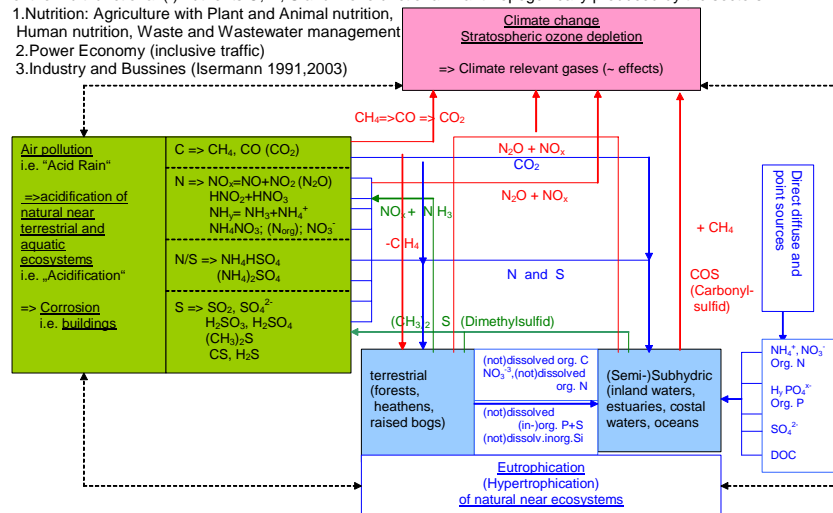 1.Nutrition: Agriculture with Plant and Animal nutrition,
Human nutrition, Waste and Wastewater management
2.Power Economy (inclusive traffic)
3.Industry and Bussines (Isermann 1991,2003)
Climate change
Stratospheric ozone depletion
=> Climate relevant gases (~ effects)
CH₄=>CO => CO₂
Air pollution
i.e. "Acid Rain"
=>acidification of
natural near
terrestrial and
aquatic
ecosystems
i.e. „Acidification“
=> Corrosion
i.e. buildings
C => CH₄, CO (CO₂)
N => NOₓ=NO+NO₂ (N₂O)
HNO₂+HNO₃
NHᵧ= NH₃+NH₄⁺
NH₄NO₃; (Nₒᵣg); NO₃⁻
N/S => NH₄HSO₄
(NH₄)₂SO₄
S => SO₂, SO₄²⁻
H₂SO₃, H₂SO₄
(CH₃)₂S
CS, H₂S
N₂O + NOₓ
CO₂
N₂O + NOₓ
NOₓ + NH₃
-CH₄
+ CH₄
N and S
COS
(Carbonyl-
sulfid)
(CH₃)₂ S (Dimethylsulfid)
Direct diffuse and
point sources
terrestrial
(forests,
heathens,
raised bogs)
(not)dissolved org. C
NO₃⁻³,(not)dissolved
org. N
(not)dissolved
(in-)org. P+S
(not)dissolv.inorg.Si
(Semi-)Subhydric
(inland waters,
estuaries, costal
waters, oceans
NH₄⁺, NO₃⁻
Org. N
Hᵧ PO₄ˣ⁻
Org. P
SO₄²⁻
DOC
Eutrophication
(Hypertrophication)
of natural near ecosystems